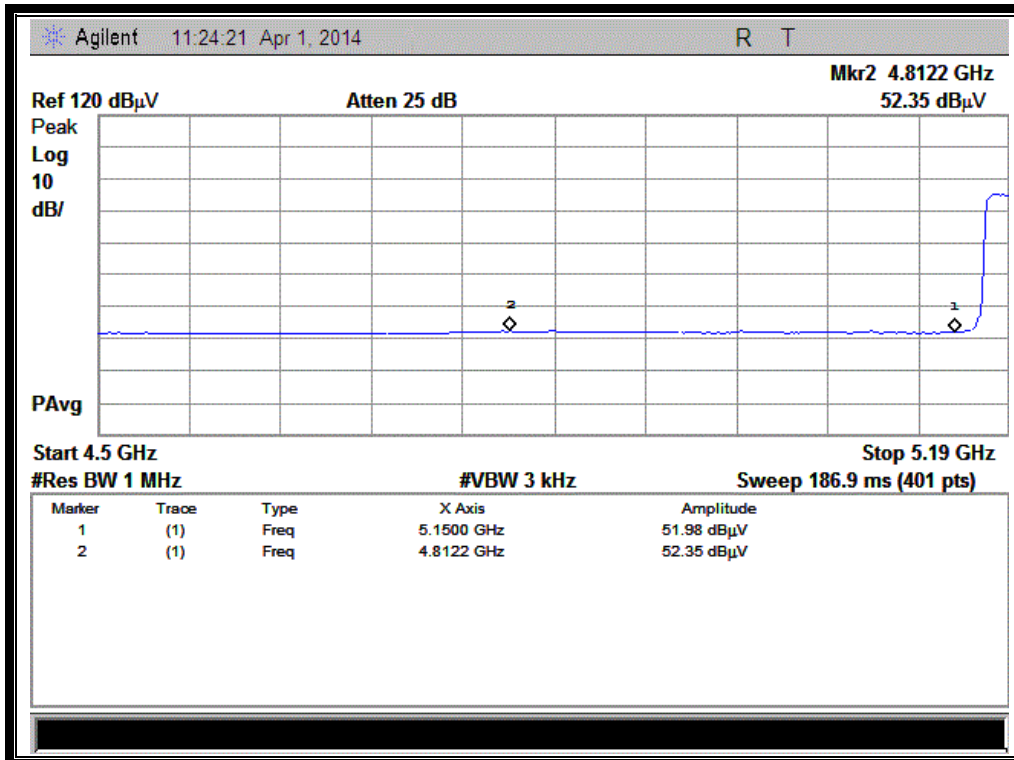 Agilent 11:24:21 Apr 1, 2014 R T
Mkr2 4.8122 GHz
Ref 120 dBμV Atten 25 dB 52.35 dBμV
Peak
Log
10
dB/
2
1
PAvg
Start 4.5 GHz Stop 5.19 GHz
#Res BW 1 MHz #VBW 3 kHz Sweep 186.9 ms (401 pts)
Marker Trace Type X Axis Amplitude
1 (1) Freq 5.1500 GHz 51.98 dBμV
2 (1) Freq 4.8122 GHz 52.35 dBμV